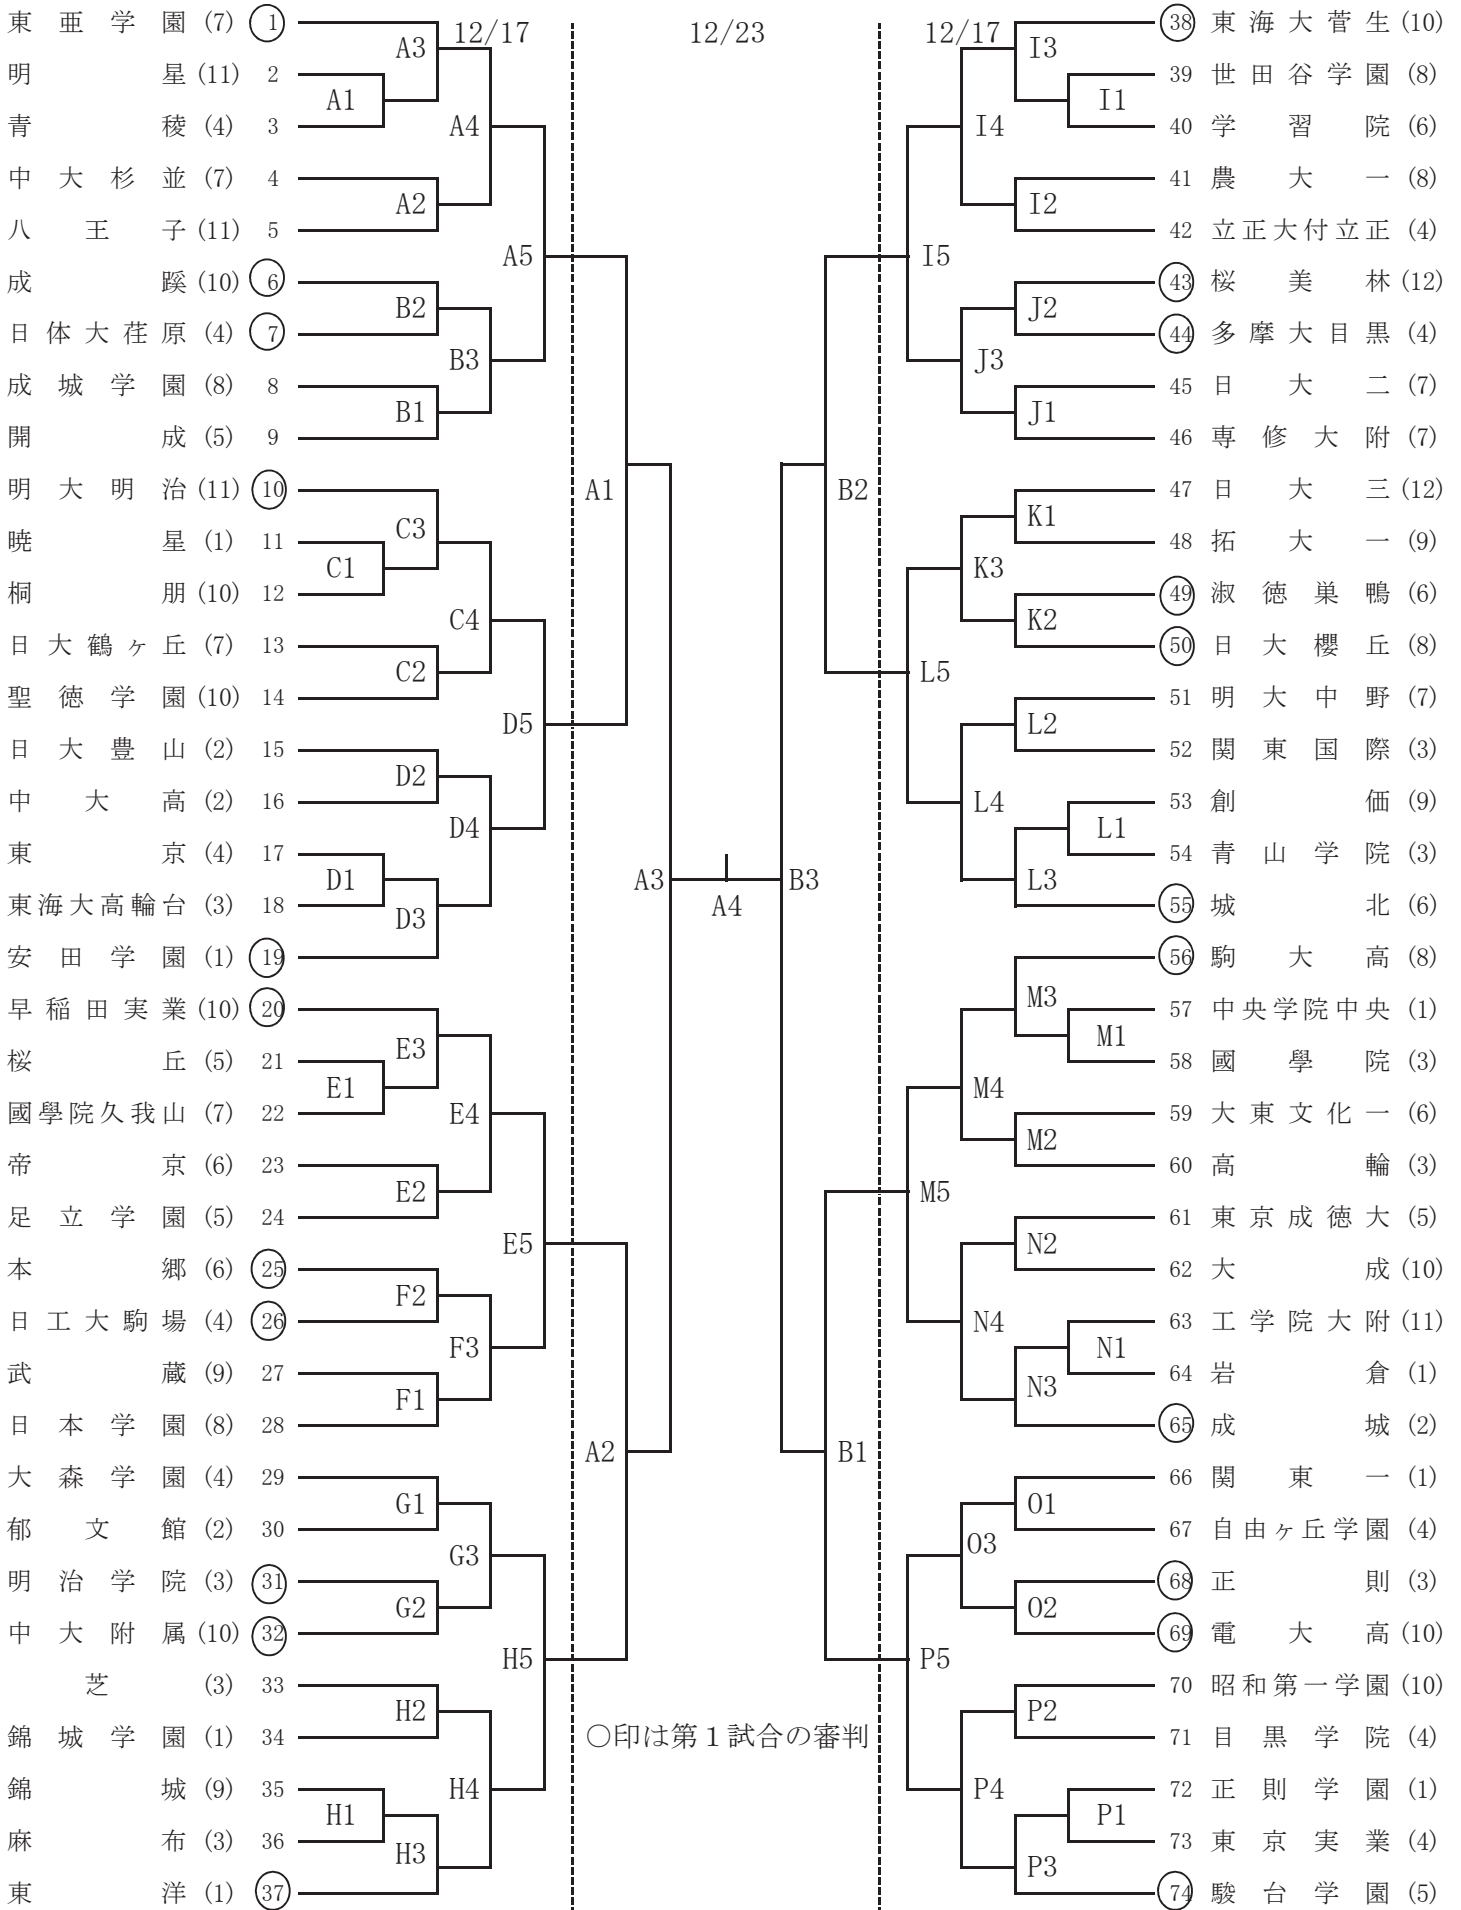 12/17 12/23 12/17
東亜学園 (7) 1
A3
明星 (11) 2
A1
青稜 (4) 3
A4
中大杉並 (7) 4
A2
八王子 (11) 5
A5
成蹊 (10) 6
B2
日体大荏原 (4) 7
B3
成城学園 (8) 8
B1
開成 (5) 9
明大明治 (11) 10
A1
C3
暁星 (1) 11
C1
桐朋 (10) 12
C4
日大鶴ヶ丘 (7) 13
C2
聖徳学園 (10) 14
D5
日大豊山 (2) 15
D2
中大高 (2) 16
D4
東京 (4) 17
D1
東海大高輪台 (3) 18
D3
安田学園 (1) 19
A3
A4
B3
早稲田実業 (10) 20
E3
桜丘 (5) 21
E1
國學院久我山 (7) 22
E4
帝京 (6) 23
E2
足立学園 (5) 24
E5
本郷 (6) 25
F2
日工大駒場 (4) 26
F3
武蔵 (9) 27
F1
日本学園 (8) 28
A2
大森学園 (4) 29
G1
郁文館 (2) 30
G3
明治学院 (3) 31
G2
中大附属 (10) 32
H5
芝 (3) 33
H2
錦城学園 (1) 34
H4
錦城 (9) 35
H1
麻布 (3) 36
H3
東洋 (1) 37
〇印は第１試合の審判
38 東海大菅生 (10)
I3
39 世田谷学園 (8)
I1
40 学習院 (6)
I4
41 農大一 (8)
I2
42 立正大付立正 (4)
I5
43 桜美林 (12)
J2
44 多摩大目黒 (4)
J3
45 日大二 (7)
J1
46 専修大附 (7)
B2
47 日大三 (12)
K1
48 拓大一 (9)
K3
49 淑徳巣鴨 (6)
K2
50 日大櫻丘 (8)
L5
51 明大中野 (7)
L2
52 関東国際 (3)
L4
53 創価 (9)
L1
54 青山学院 (3)
L3
55 城北 (6)
56 駒大高 (8)
M3
57 中央学院中央 (1)
M1
58 國學院 (3)
M4
59 大東文化一 (6)
M2
60 高輪 (3)
M5
61 東京成徳大 (5)
N2
62 大成 (10)
N4
63 工学院大附 (11)
N1
64 岩倉 (1)
N3
65 成城 (2)
B1
66 関東一 (1)
O1
67 自由ヶ丘学園 (4)
O3
68 正則 (3)
O2
69 電大高 (10)
P5
70 昭和第一学園 (10)
P2
71 目黒学院 (4)
P4
72 正則学園 (1)
P1
73 東京実業 (4)
P3
74 駿台学園 (5)